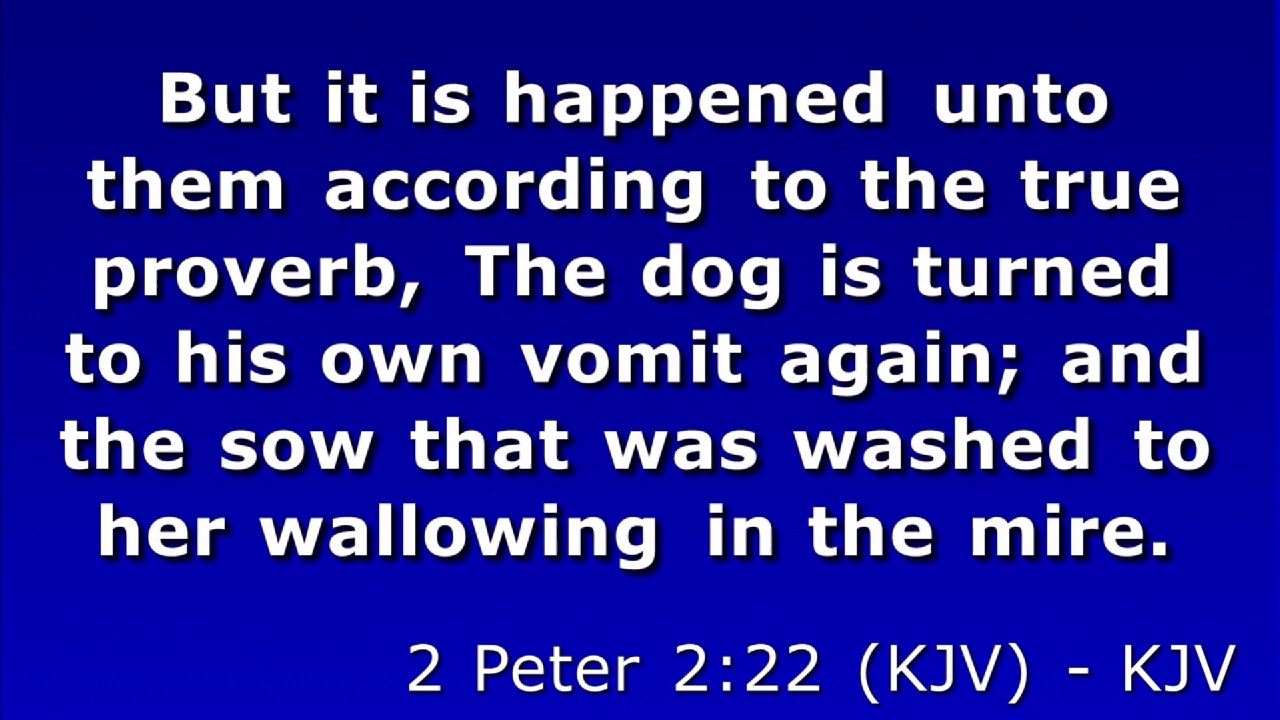 But it is happened unto
them according to the true
proverb, The dog is turned
to his own vomit again; and
the sow that was washed to
her wallowing in the mire.
2 Peter 2:22 (KJV) - KJV